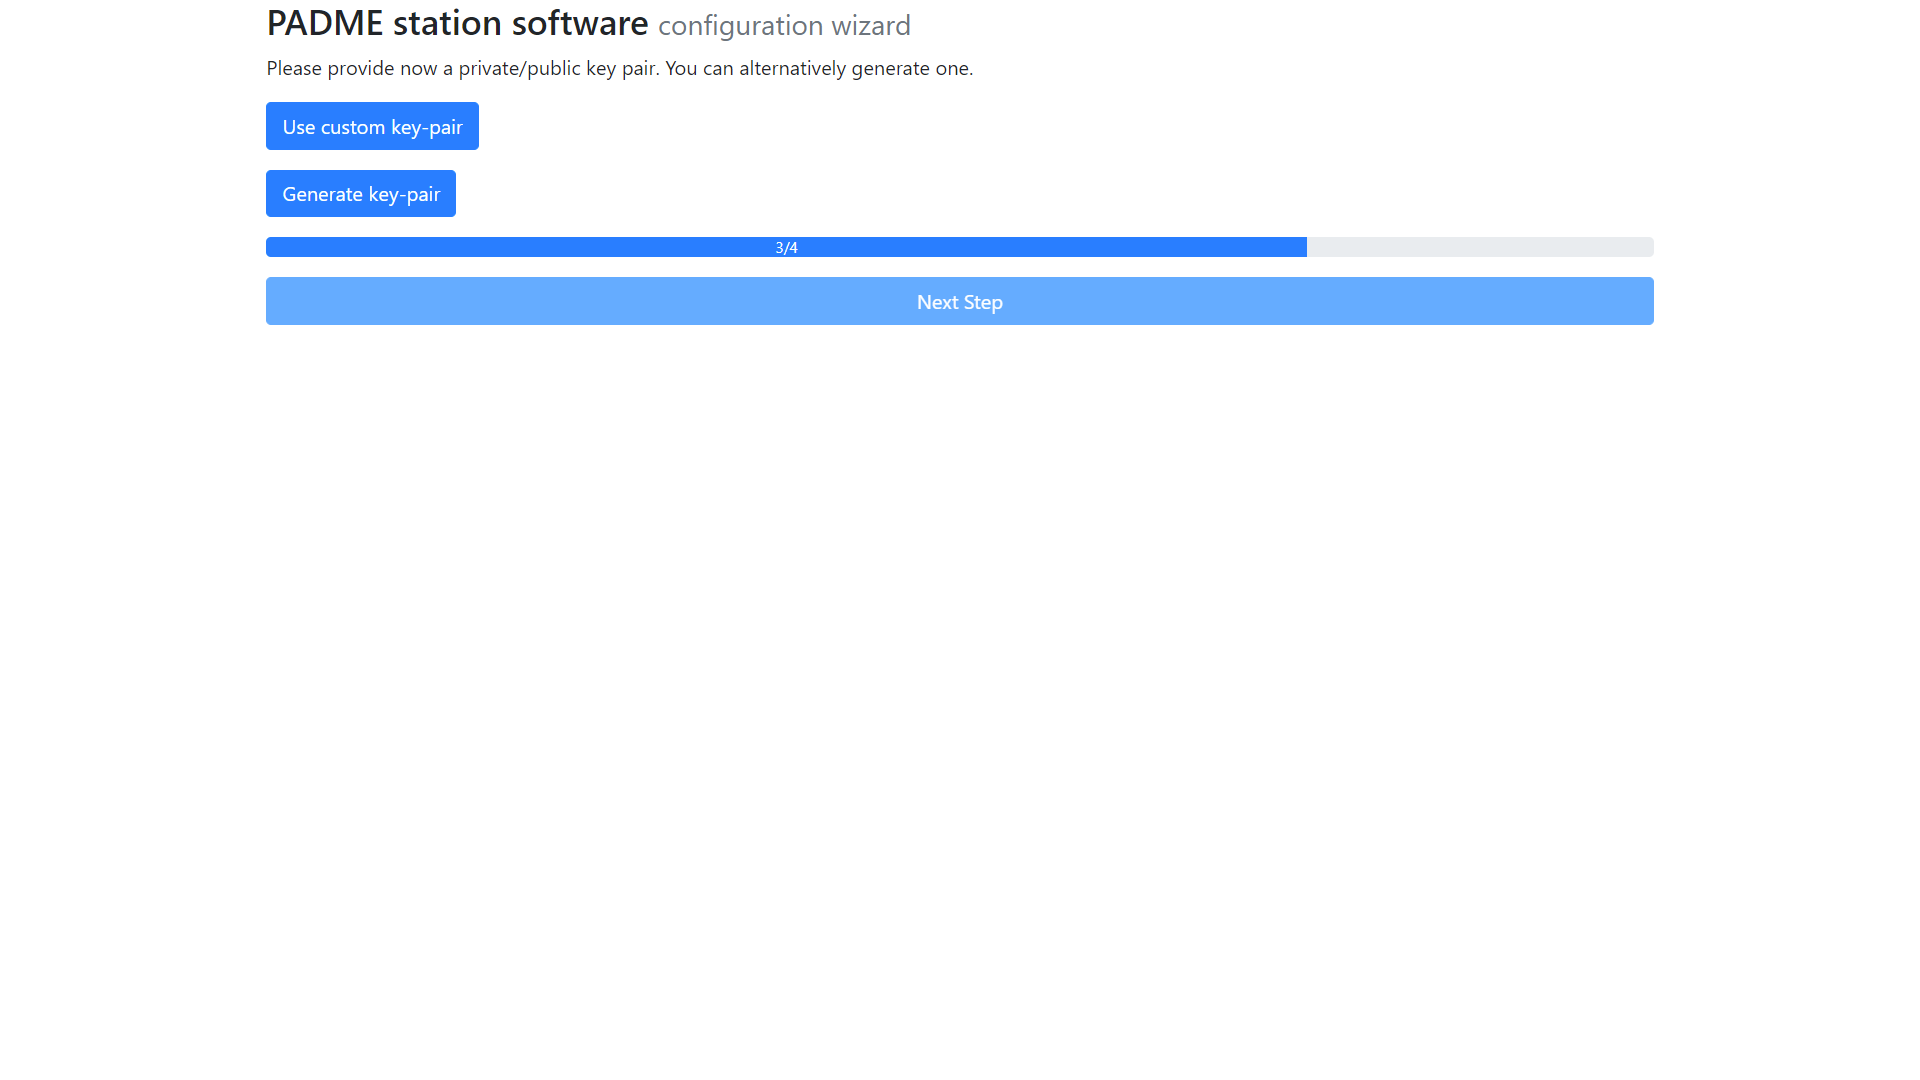 PADME station software configuration wizard
Please provide now a private/public key pair. You can alternatively generate one.
Use custom key-pair
Generate key-pair
3/4
Next Step